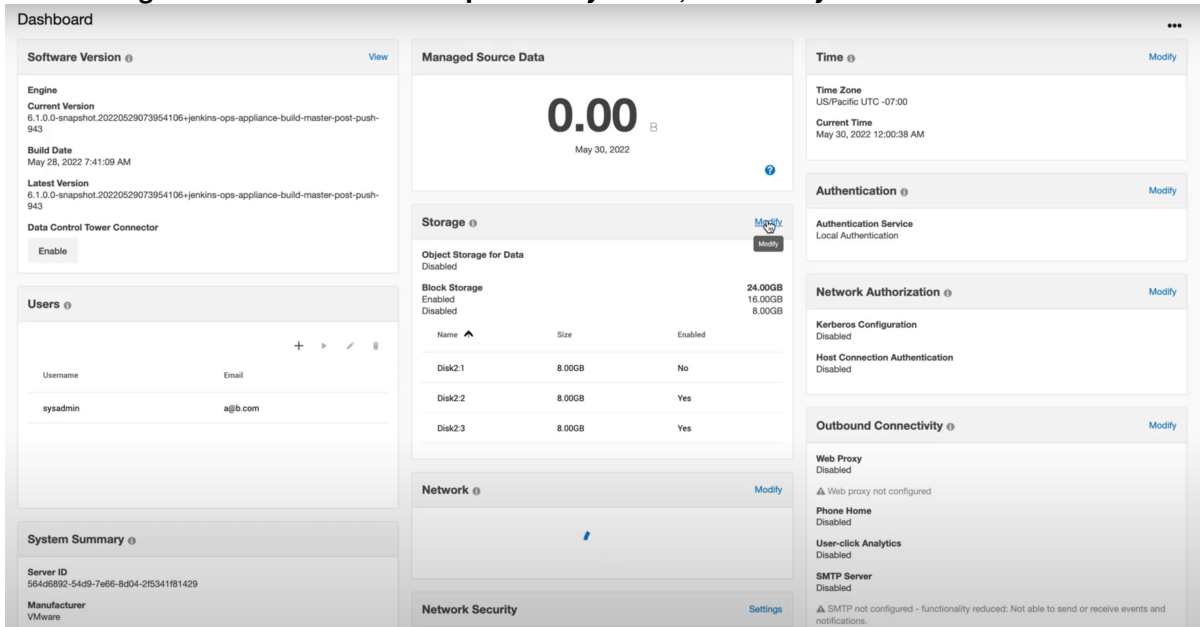 Dashboard
Software Version
View
Engine
Current Version
6.1.0.0-snapshot.20220529073954106+jenkins-ops-appliance-build-master-post-push-
943
Build Date
May 28, 2022 7:41:09 AM
Latest Version
6.1.0.0-snapshot.20220529073954106+jenkins-ops-appliance-build-master-post-push-
943
Data Control Tower Connector
Enable
Users
Username Email
sysadmin a@b.com
System Summary
Server ID
564d6892-54d9-7e66-8d04-2f5341f81429
Manufacturer
VMware
Managed Source Data
0.00 B
May 30, 2022
Storage
Modify
Modify
Object Storage for Data
Disabled
Block Storage 24.00GB
Enabled 16.00GB
Disabled 8.00GB
Name Size Enabled
Disk2:1 8.00GB No
Disk2:2 8.00GB Yes
Disk2:3 8.00GB Yes
Network Modify
Network Security Settings
Time Modify
Time Zone
US/Pacific UTC -07:00
Current Time
May 30, 2022 12:00:38 AM
Authentication Modify
Authentication Service
Local Authentication
Network Authorization Modify
Kerberos Configuration
Disabled
Host Connection Authentication
Disabled
Outbound Connectivity Modify
Web Proxy
Disabled
Web proxy not configured
Phone Home
Disabled
User-click Analytics
Disabled
SMTP Server
Disabled
SMTP not configured - functionality reduced: Not able to send or receive events and
notifications.